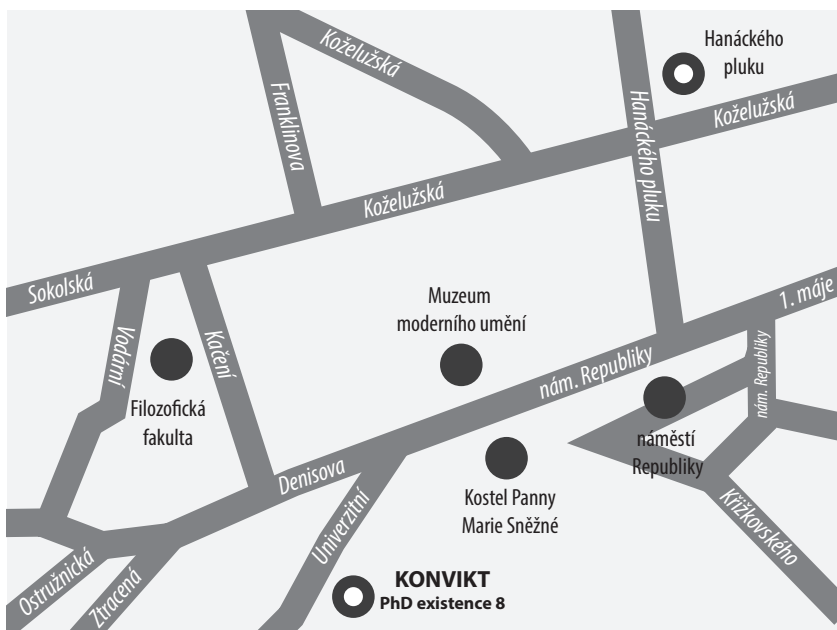 Hanáckého
pluku
Koželužská
Franklinova
Hanáckého pluku
Koželužská
Koželužská
Sokolská
Vodární
Kačení
Muzeum
moderního umění
1. máje
nám. Republiky
nám. Republiky
Filozofická
fakulta
náměstí
Republiky
Denisova
Univerzitní
Kostel Panny
Marie Sněžné
Křížkovského
Ostružnická
Ztracená
KONVIKT
PhD existence 8